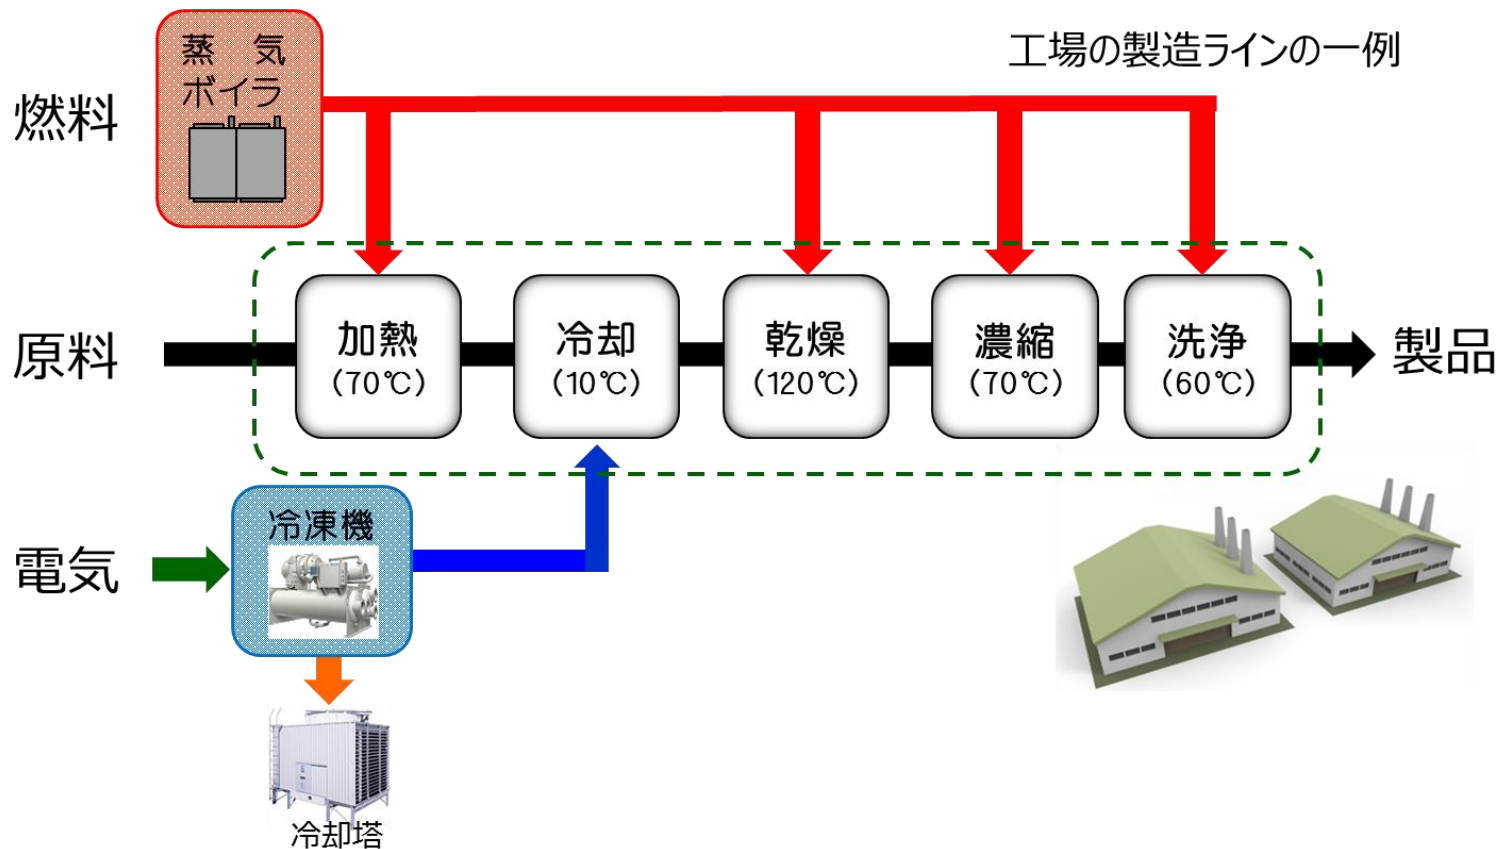 工場の製造ラインの一例
燃料
蒸 気
ボイラ
原料
加熱
(70℃)
冷却
(10℃)
乾燥
(120℃)
濃縮
(70℃)
洗浄
(60℃)
製品
電気
冷凍機
冷却塔